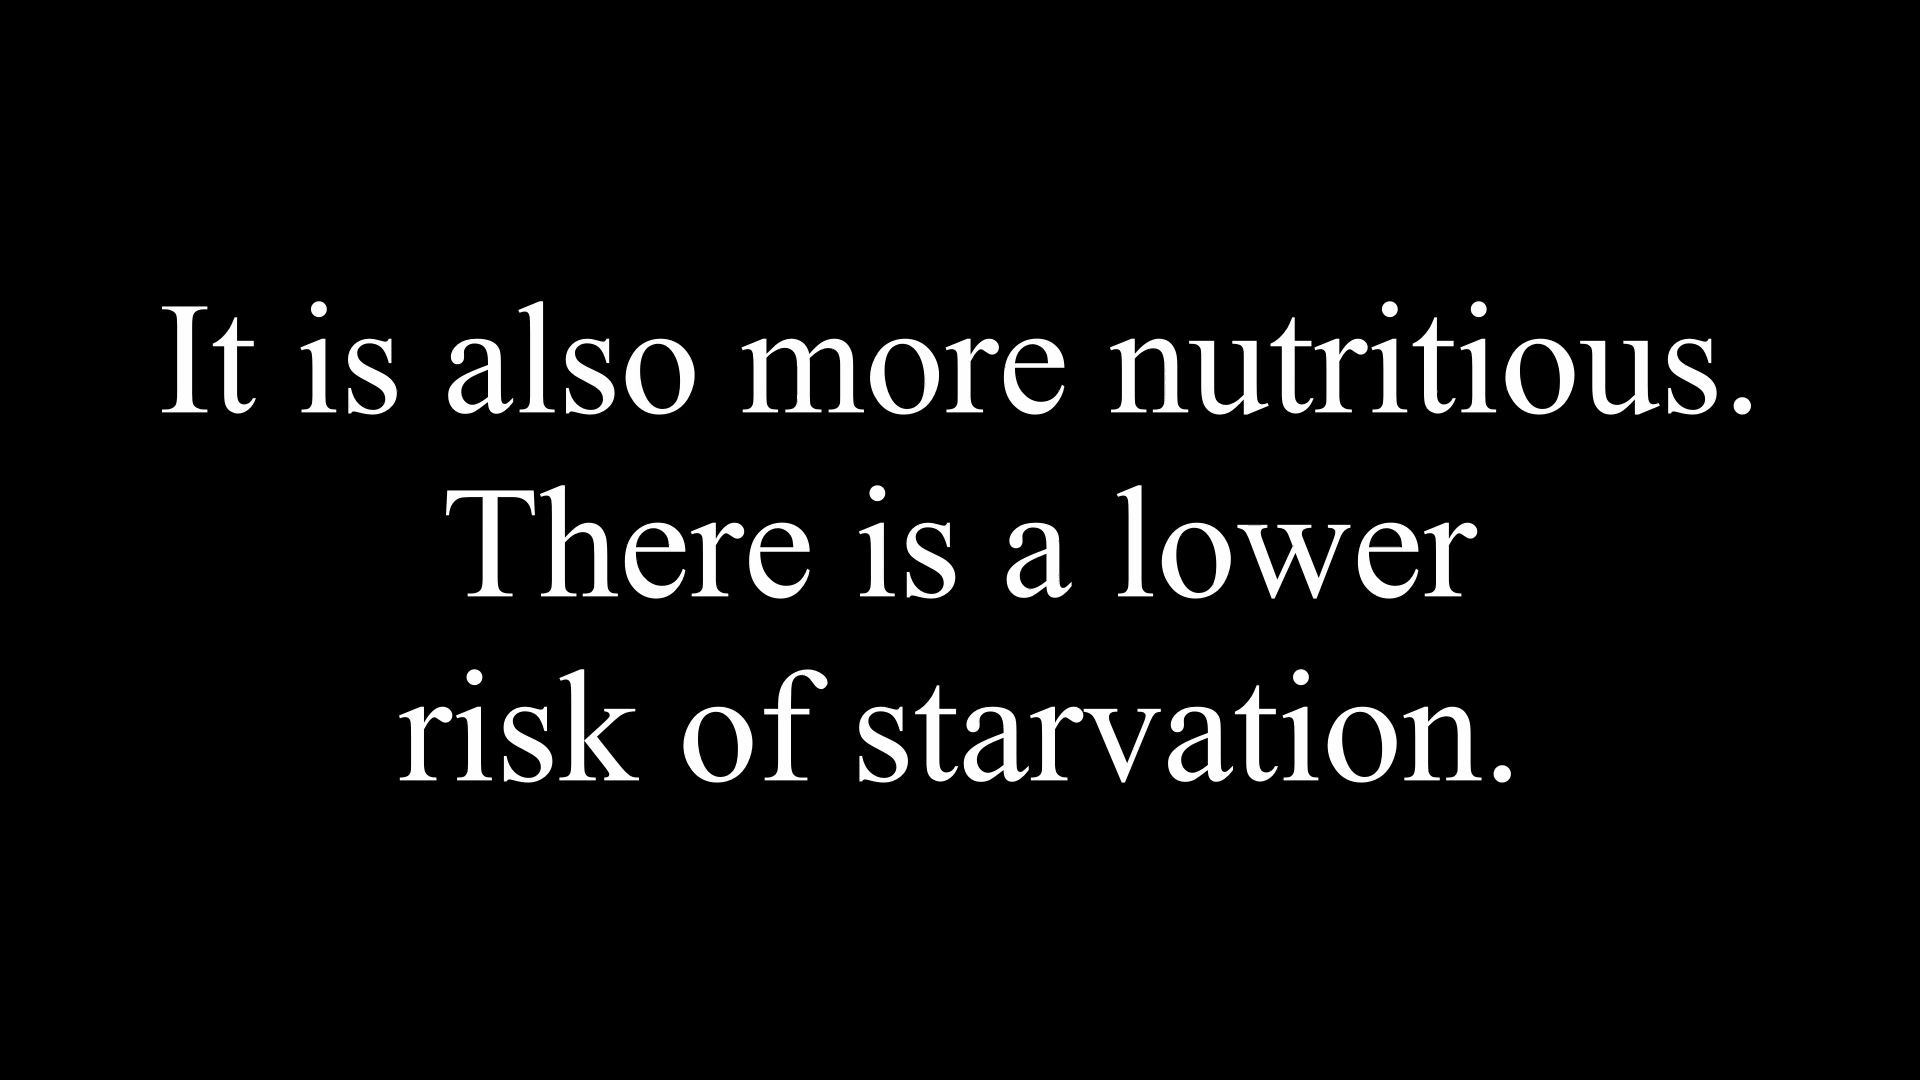 It is also more nutritious.
There is a lower
risk of starvation.